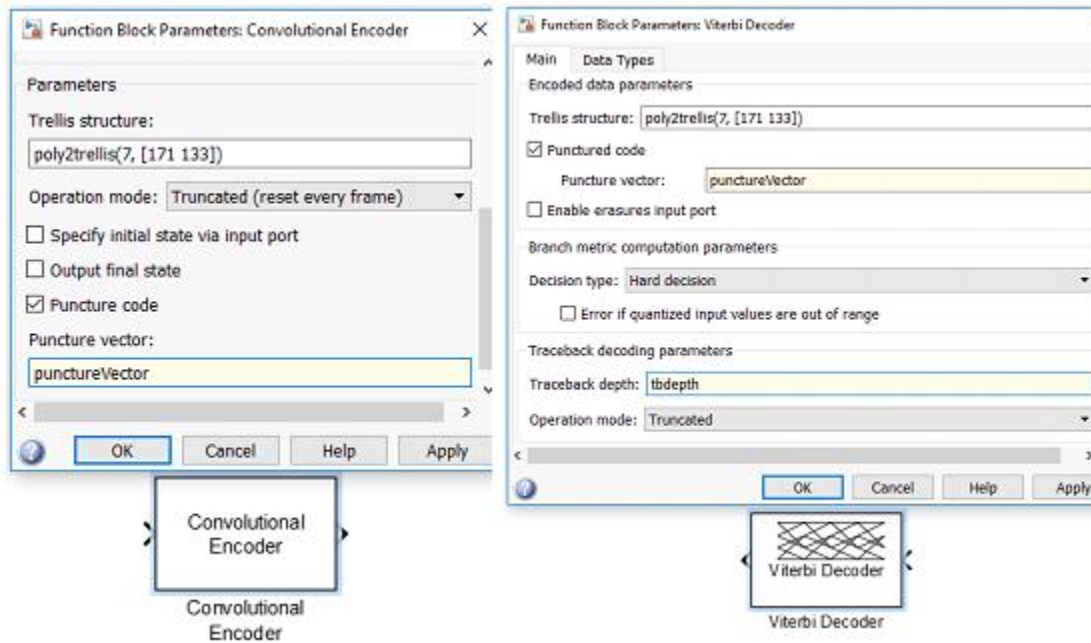 Function Block Parameters: Convolutional Encoder
Parameters
Trellis structure:
poly2trellis(7, [171 133])
Operation mode: Truncated (reset every frame)
Specify initial state via input port
Output final state
Puncture code
Puncture vector:
punctureVector
OK Cancel Help Apply
Convolutional
Encoder
Convolutional
Encoder
Function Block Parameters: Viterbi Decoder
Main Data Types
Encoded data parameters
Trellis structure: poly2trellis(7, [171 133])
Punctured code
Puncture vector: punctureVector
Enable erasures input port
Branch metric computation parameters
Decision type: Hard decision
Error if quantized input values are out of range
Traceback decoding parameters
Traceback depth: tbdepth
Operation mode: Truncated
OK Cancel Help Apply
Viterbi Decoder
Viterbi Decoder